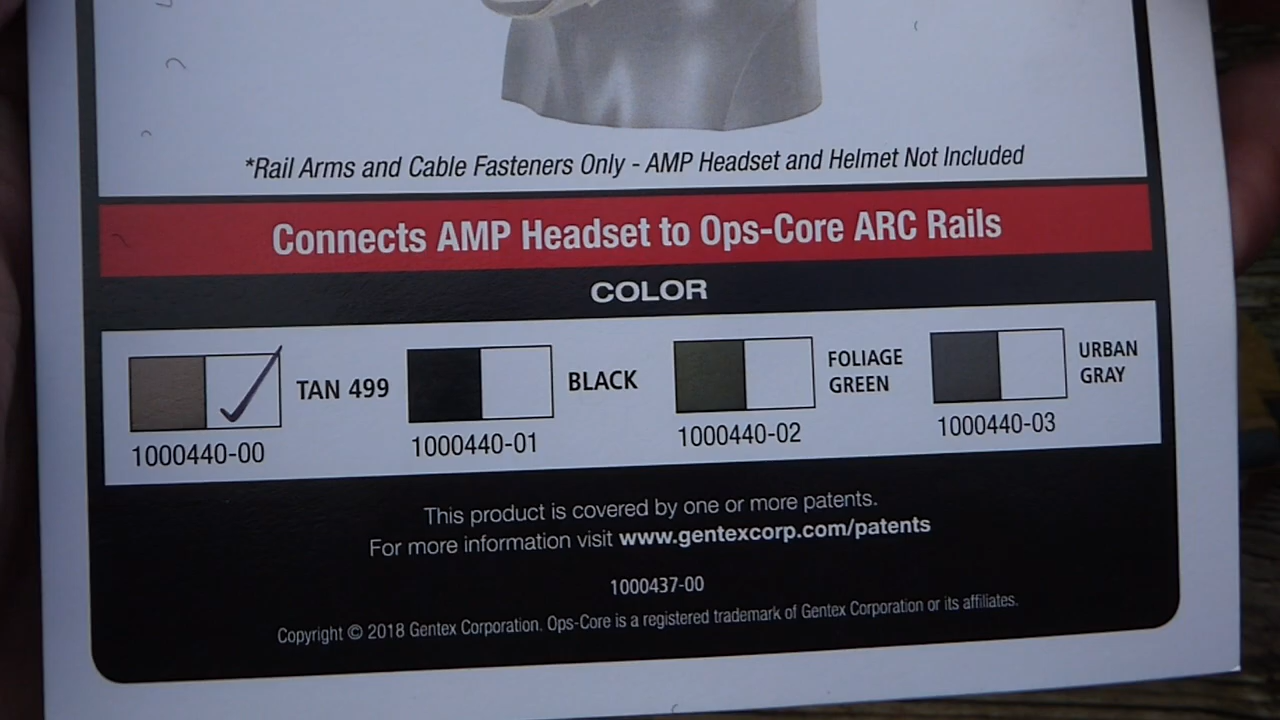 *Rail Arms and Cable Fasteners Only - AMP Headset and Helmet Not Included
Connects AMP Headset to Ops-Core ARC Rails
COLOR
TAN 499
1000440-00
BLACK
1000440-01
FOLIAGE
GREEN
1000440-02
URBAN
GRAY
1000440-03
This product is covered by one or more patents.
For more information visit www.gentexcorp.com/patents
1000437-00
Copyright © 2018 Gentex Corporation. Ops-Core is a registered trademark of Gentex Corporation or its affiliates.